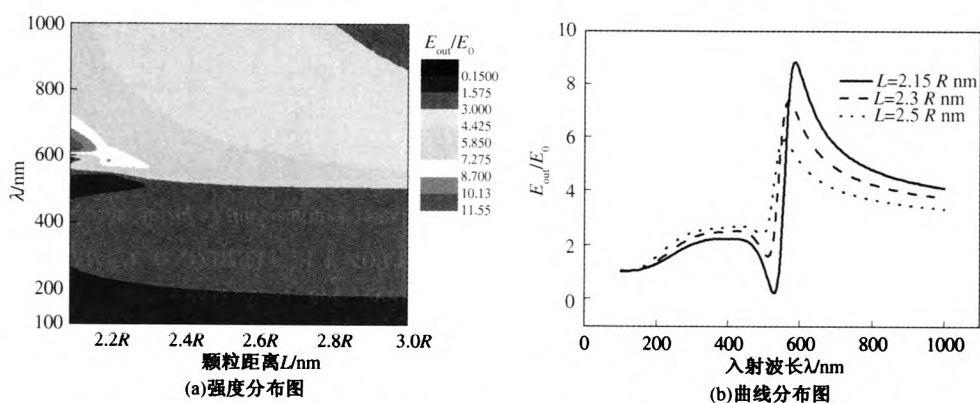 1000
800
600
400
200
100
λ/nm
2.2R
2.4R
2.6R
2.8R
3.0R
颗粒距离L/nm
(a)强度分布图
E_out/E_0
0.1500
1.575
3.000
4.425
5.850
7.275
8.700
10.13
11.55
10
8
6
4
2
0
E_out/E_0
L=2.15 R nm
L=2.3 R nm
L=2.5 R nm
0
200
400
600
800
1000
入射波长λ/nm
(b)曲线分布图